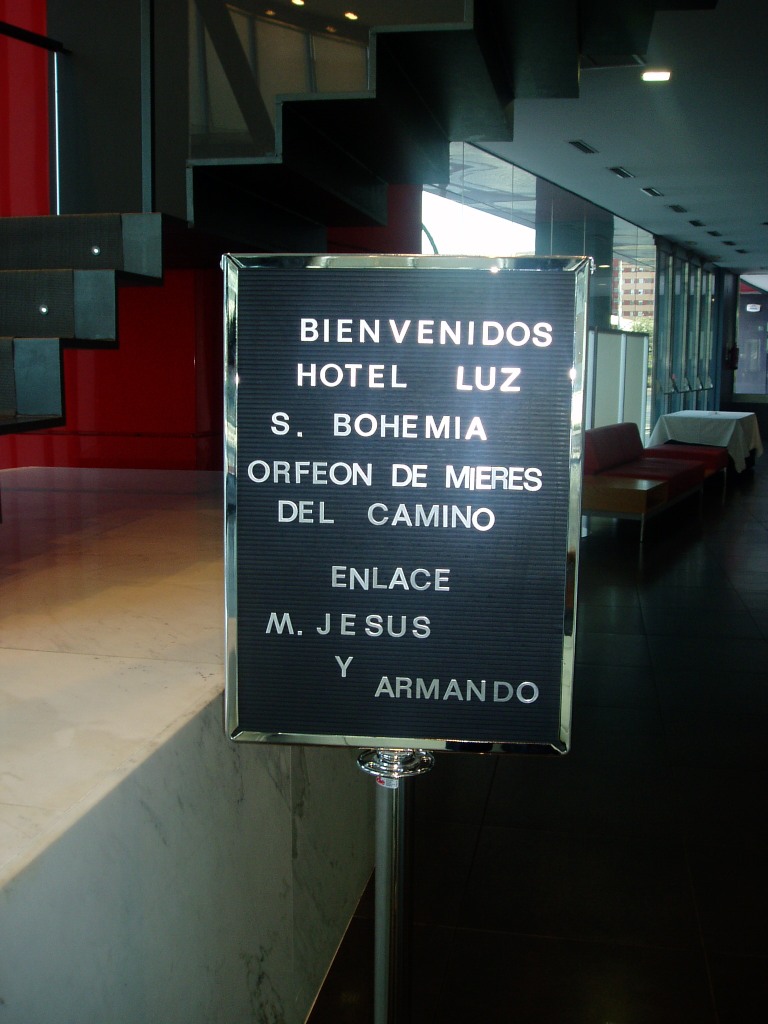 BIENVENIDOS
HOTEL LUZ
S. BOHEMIA
ORFEON DE MIERES
DEL CAMINO
ENLACE
M. JESUS
Y
ARMANDO